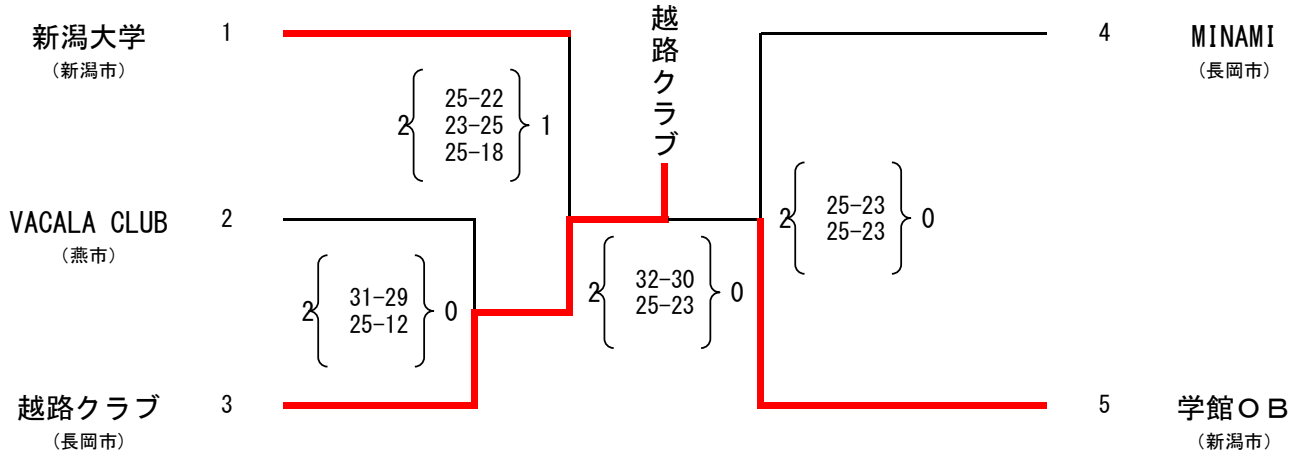 新潟大学 1
(新潟市)
越路クラブ
4 MINAMI
(長岡市)
2 25-22 1
23-25
25-18
VACALA CLUB 2
(燕市)
2 25-23 0
25-23
2 31-29 0
25-12
2 32-30 0
25-23
越路クラブ 3
(長岡市)
5 学館OB
(新潟市)